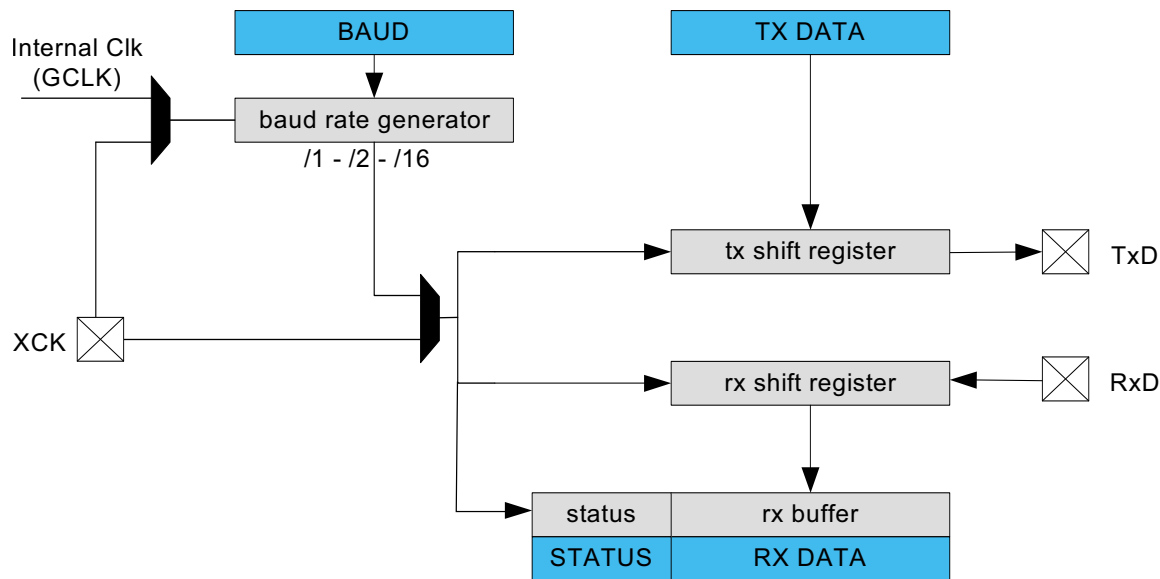 BAUD
TX DATA
Internal Clk
(GCLK)
baud rate generator
/1 - /2 - /16
tx shift register
TxD
XCK
rx shift register
RxD
status
rx buffer
STATUS
RX DATA